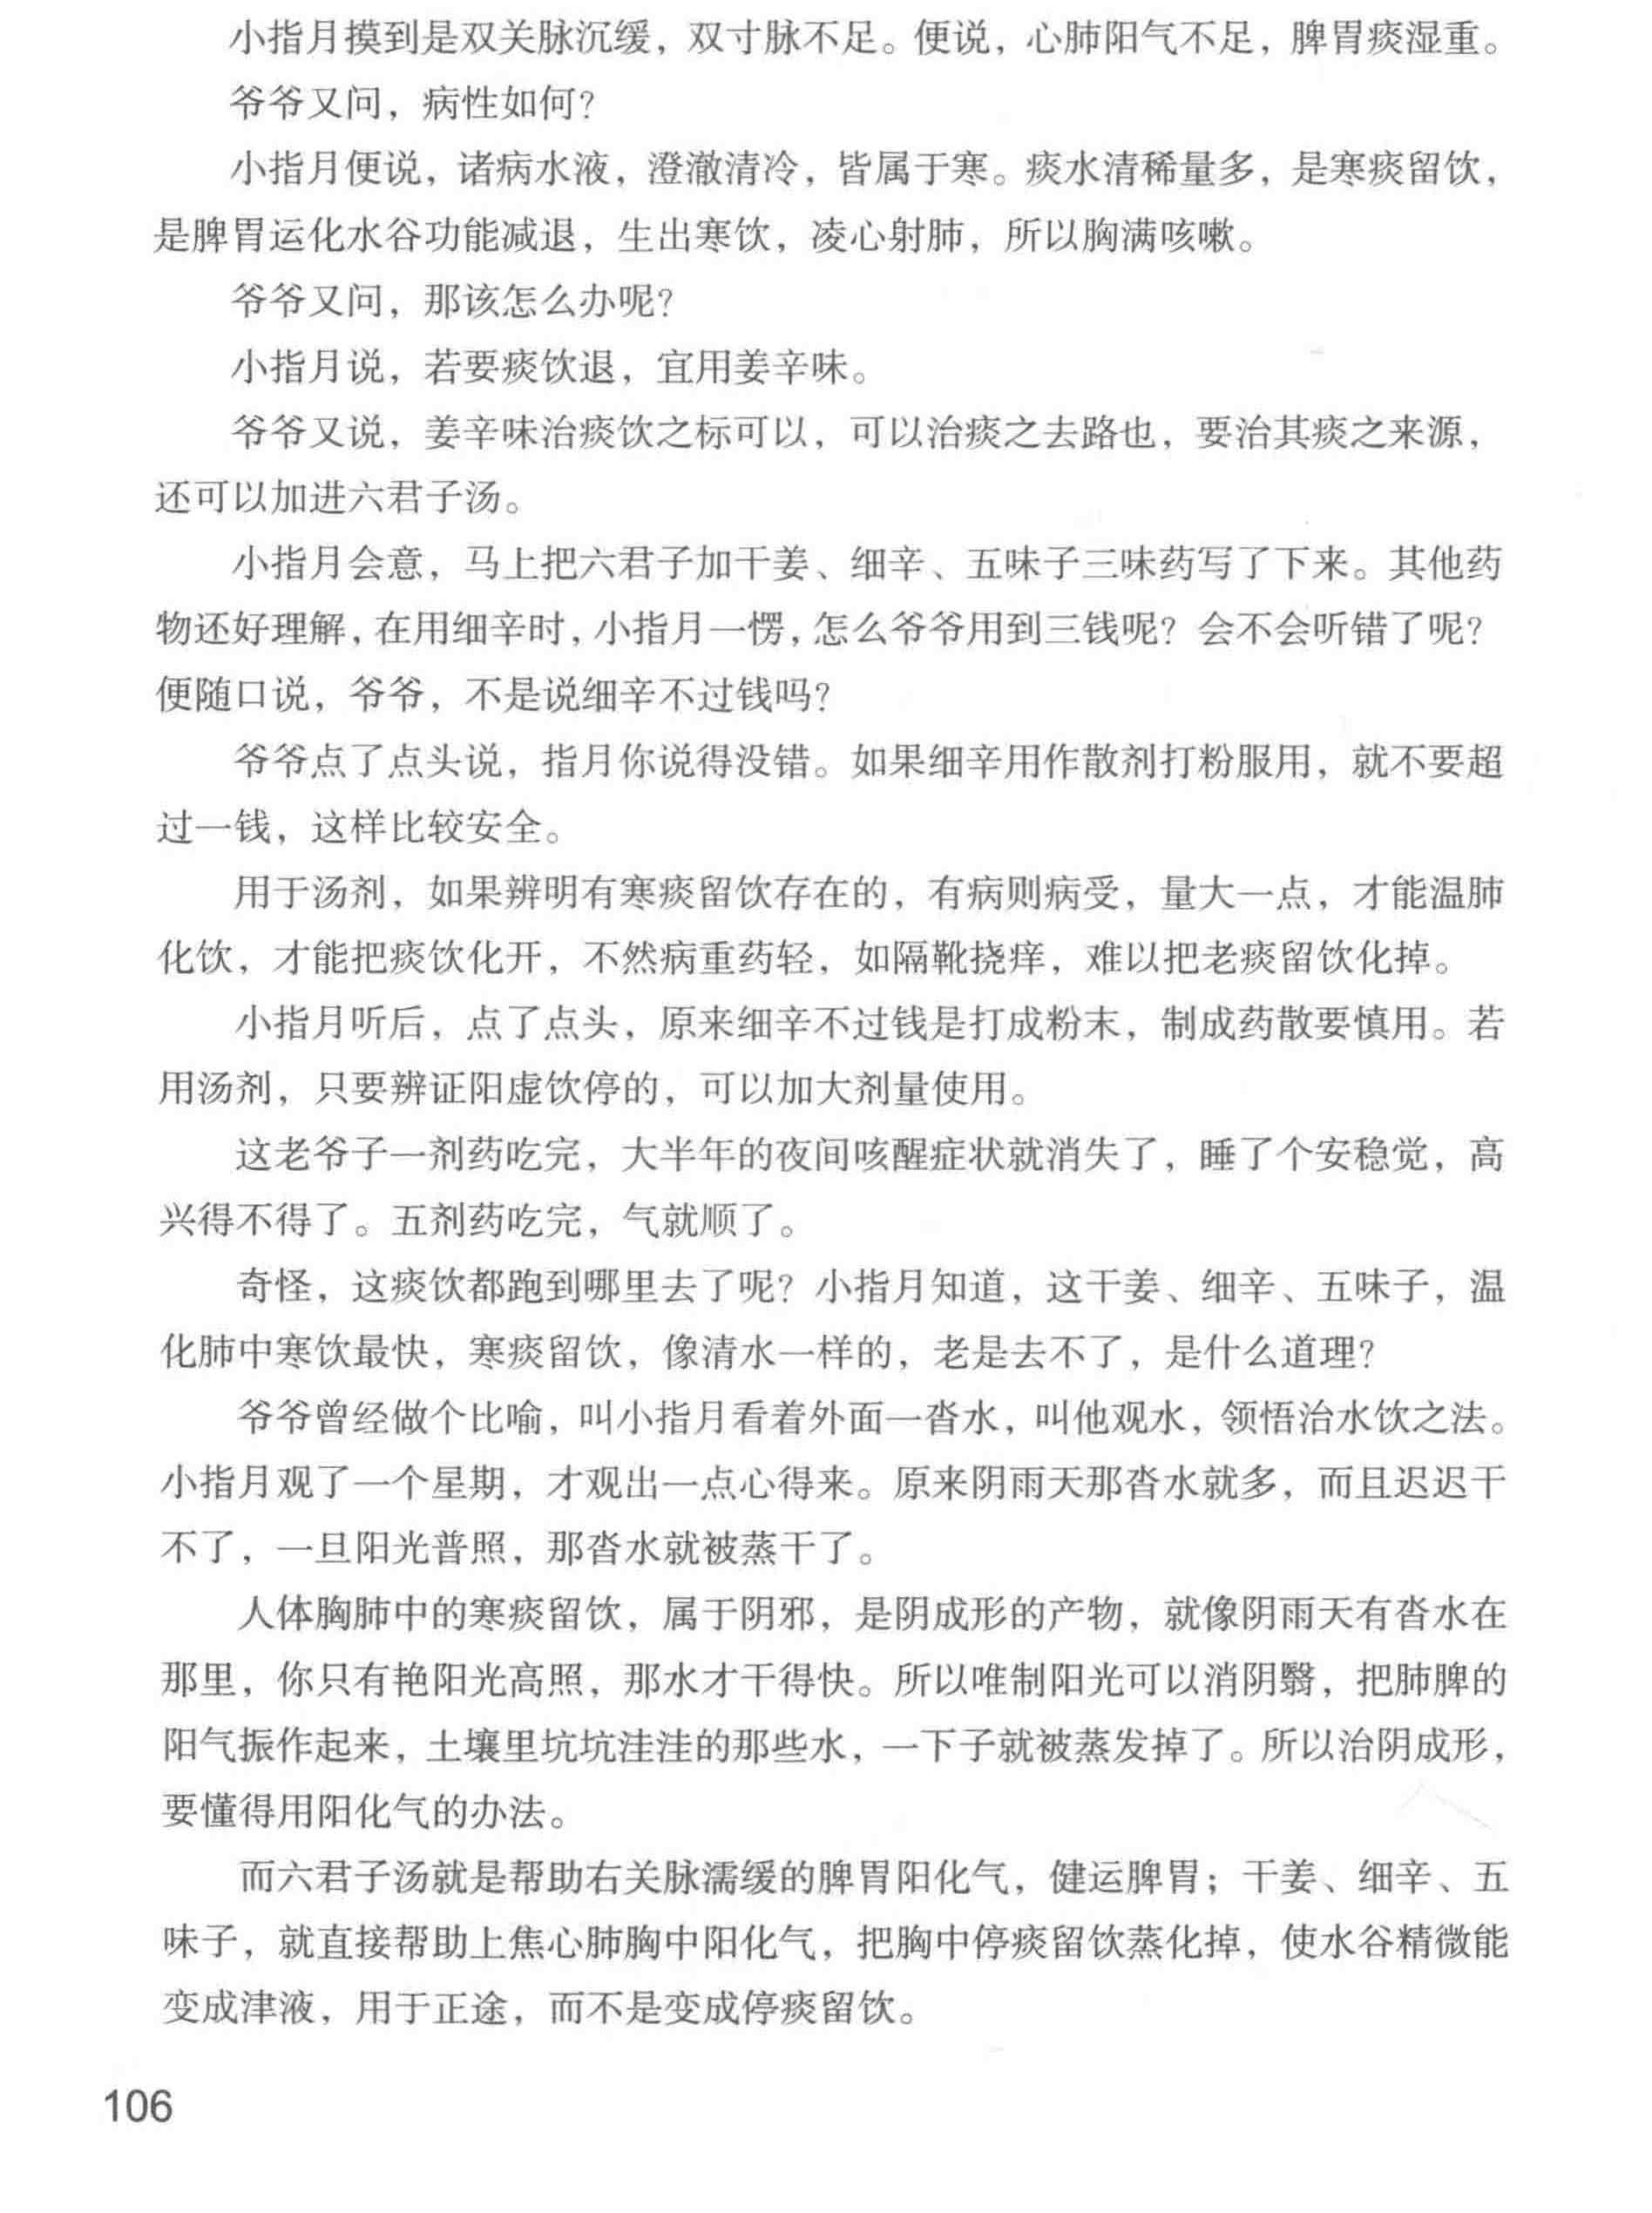 小指月摸到是双关脉沉缓，双寸脉不足。便说，心肺阳气不足，脾胃痰湿重。
爷爷又问，病性如何？
小指月便说，诸病水液，澄澈清冷，皆属于寒。痰水清稀量多，是寒痰留饮，
是脾胃运化水谷功能减退，生出寒饮，凌心射肺，所以胸满咳嗽。
爷爷又问，那该怎么办呢？
小指月说，若要痰饮退，宜用姜辛味。
爷爷又说，姜辛味治痰饮之标可以，可以治痰之去路也，要治其痰之来源，
还可以加进六君子汤。
小指月会意，马上把六君子加干姜、细辛、五味子三味药写了下来。其他药
物还好理解，在用细辛时，小指月一愣，怎么爷爷用到三钱呢？会不会听错了呢？
便随口说，爷爷，不是说细辛不过钱吗？
爷爷点了点头说，指月你说得没错。如果细辛用作散剂打粉服用，就不要超
过一钱，这样比较安全。
用于汤剂，如果辨明有寒痰留饮存在的，有病则病受，量大一点，才能温肺
化饮，才能把痰饮化开，不然病重药轻，如隔靴挠痒，难以把老痰留饮化掉。
小指月听后，点了点头，原来细辛不过钱是打成粉末，制成药散要慎用。若
用汤剂，只要辨证阳虚饮停的，可以加大剂量使用。
这老爷子一剂药吃完，大半年的夜间咳醒症状就消失了，睡了个安稳觉，高
兴得不得了。五剂药吃完，气就顺了。
奇怪，这痰饮都跑到哪里去了呢？小指月知道，这干姜、细辛、五味子，温
化肺中寒饮最快，寒痰留饮，像清水一样的，老是去不了，是什么道理？
爷爷曾经做个比喻，叫小指月看着外面一沓水，叫他观水，领悟治水饮之法。
小指月观了一个星期，才观出一点心得来。原来阴雨天那沓水就多，而且迟迟干
不了，一旦阳光普照，那沓水就被蒸干了。
人体胸肺中的寒痰留饮，属于阴邪，是阴成形的产物，就像阴雨天有沓水在
那里，你只有艳阳光高照，那水才干得快。所以唯制阳光可以消阴翳，把肺脾的
阳气振作起来，土壤里坑坑洼洼的那些水，一下子就被蒸发掉了。所以治阴成形，
要懂得用阳化气的办法。
而六君子汤就是帮助右关脉濡缓的脾胃阳化气，健运脾胃；干姜、细辛、五
味子，就直接帮助上焦心肺胸中阳化气，把胸中停痰留饮蒸化掉，使水谷精微能
变成津液，用于正途，而不是变成停痰留饮。
106